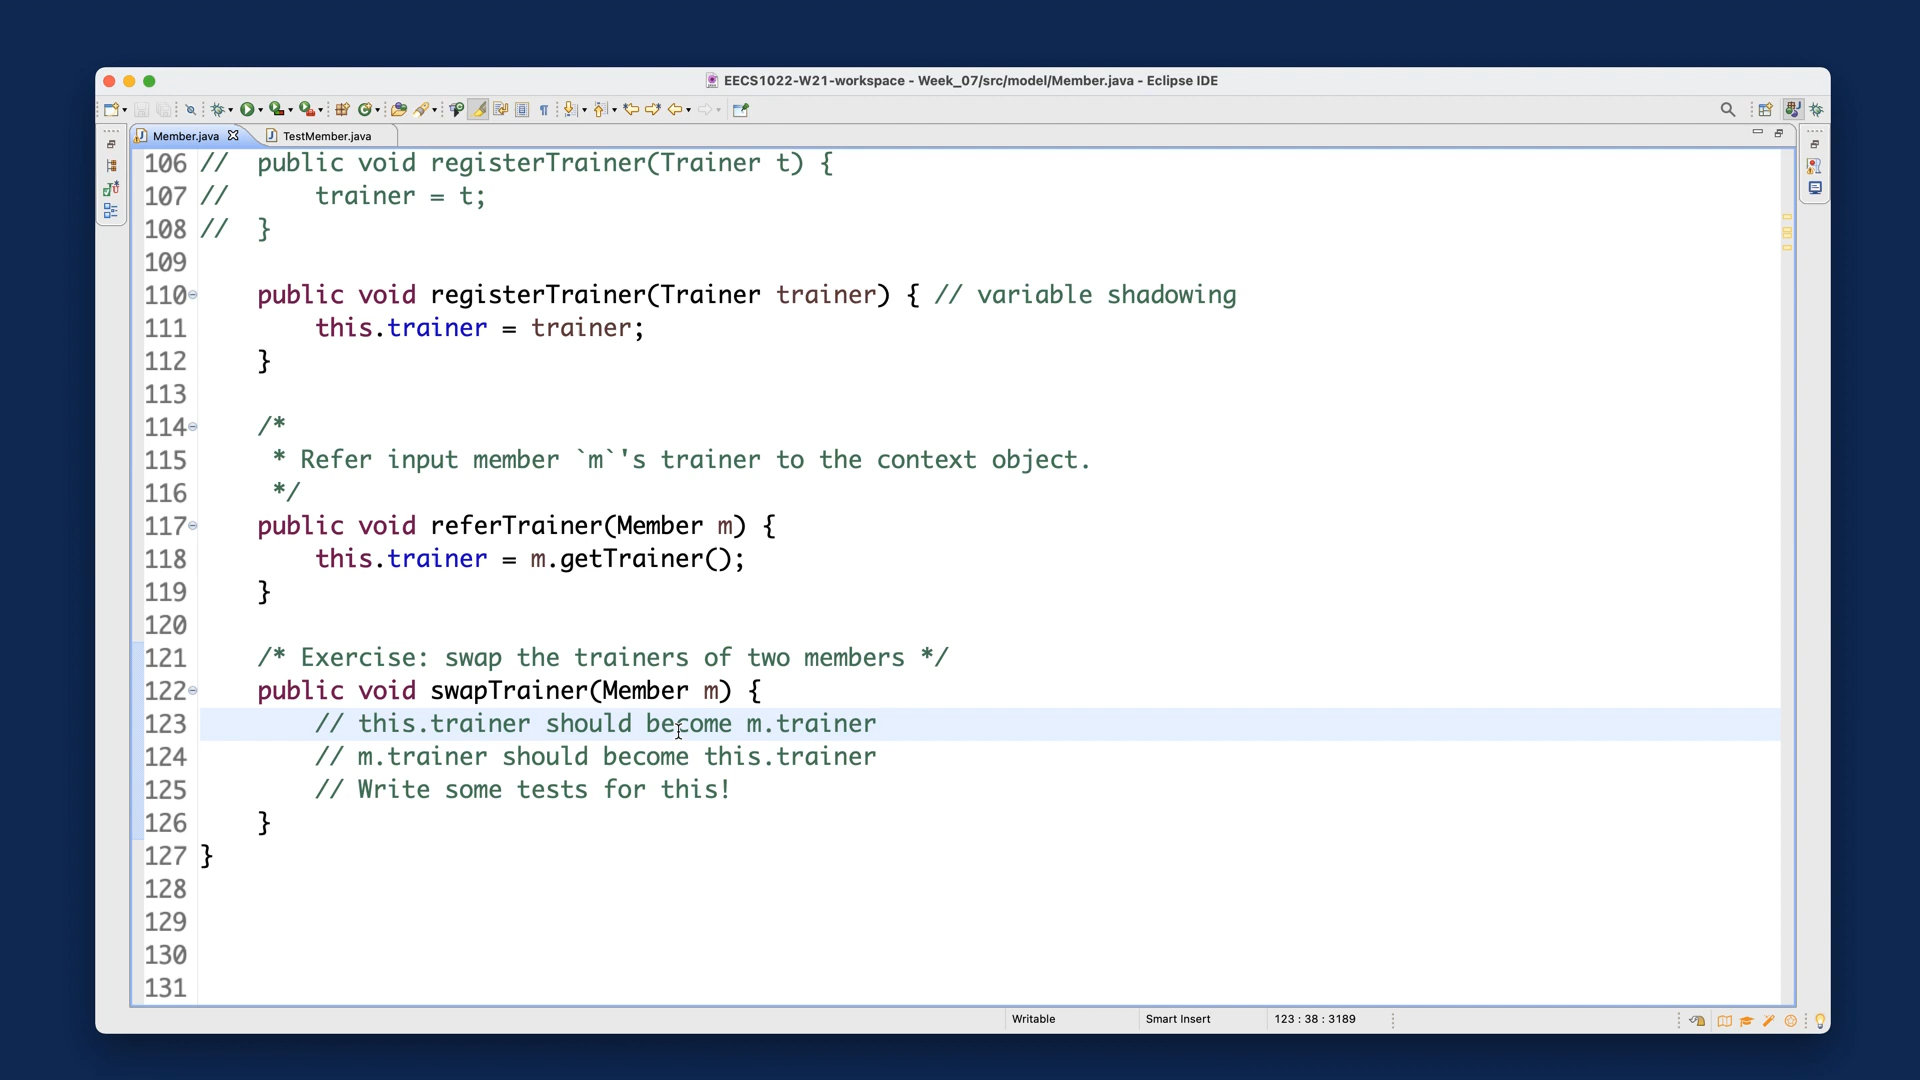 EECS1022-W21-workspace - Week_07/src/model/Member.java - Eclipse IDE
Member.java TestMember.java
106 // public void registerTrainer(Trainer t) {
107 // trainer = t;
108 // }
109
110 public void registerTrainer(Trainer trainer) { // variable shadowing
111 this.trainer = trainer;
112 }
113
114 /*
115 * Refer input member `m`'s trainer to the context object.
116 */
117 public void referTrainer(Member m) {
118 this.trainer = m.getTrainer();
119 }
120
121 /* Exercise: swap the trainers of two members */
122 public void swapTrainer(Member m) {
123 // this.trainer should become m.trainer
124 // m.trainer should become this.trainer
125 // Write some tests for this!
126 }
127 }
128
129
130
131
Writable Smart Insert 123 : 38 : 3189